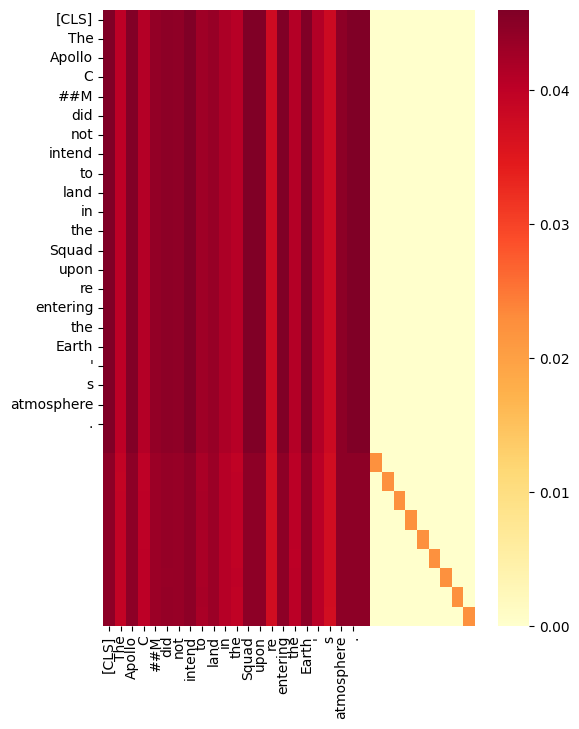 [CLS]
The
Apollo
C
##M
did
not
intend
to
land
in
the
Squad
upon
re
entering
the
Earth
'
s
atmosphere
.
0.04
0.03
0.02
0.01
0.00
[CLS]
The
Apollo
C
##M
did
not
intend
to
land
in
the
Squad
upon
re
entering
the
Earth
'
s
atmosphere
.